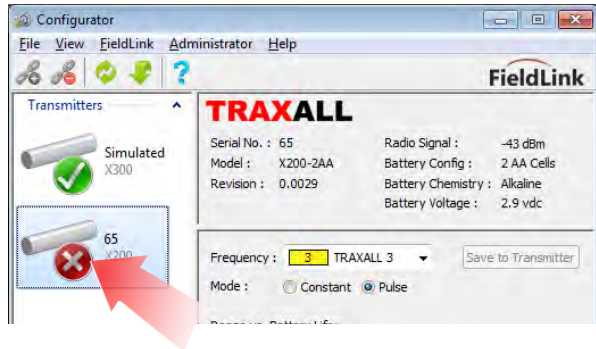 Configurator
File View FieldLink Administrator Help
?
FieldLink
Transmitters
Simulated
X300
65
X200
TRAXALL
Serial No. : 65
Model : X200-2AA
Revision : 0.0029
Radio Signal : -43 dBm
Battery Config : 2 AA Cells
Battery Chemistry : Alkaline
Battery Voltage : 2.9 vdc
Frequency : 3 TRAXALL 3 Save to Transmitter
Mode : Constant Pulse